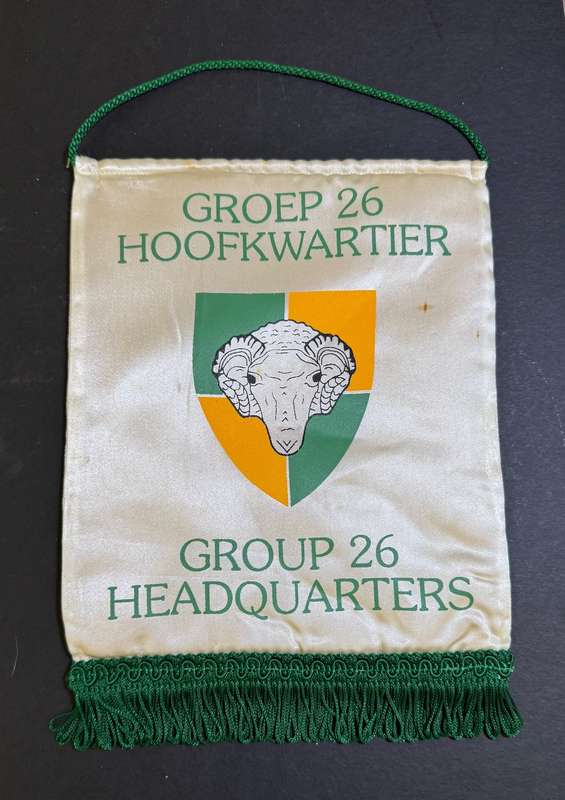 GROEP 26
HOOFKWARTIER
GROUP 26
HEADQUARTERS